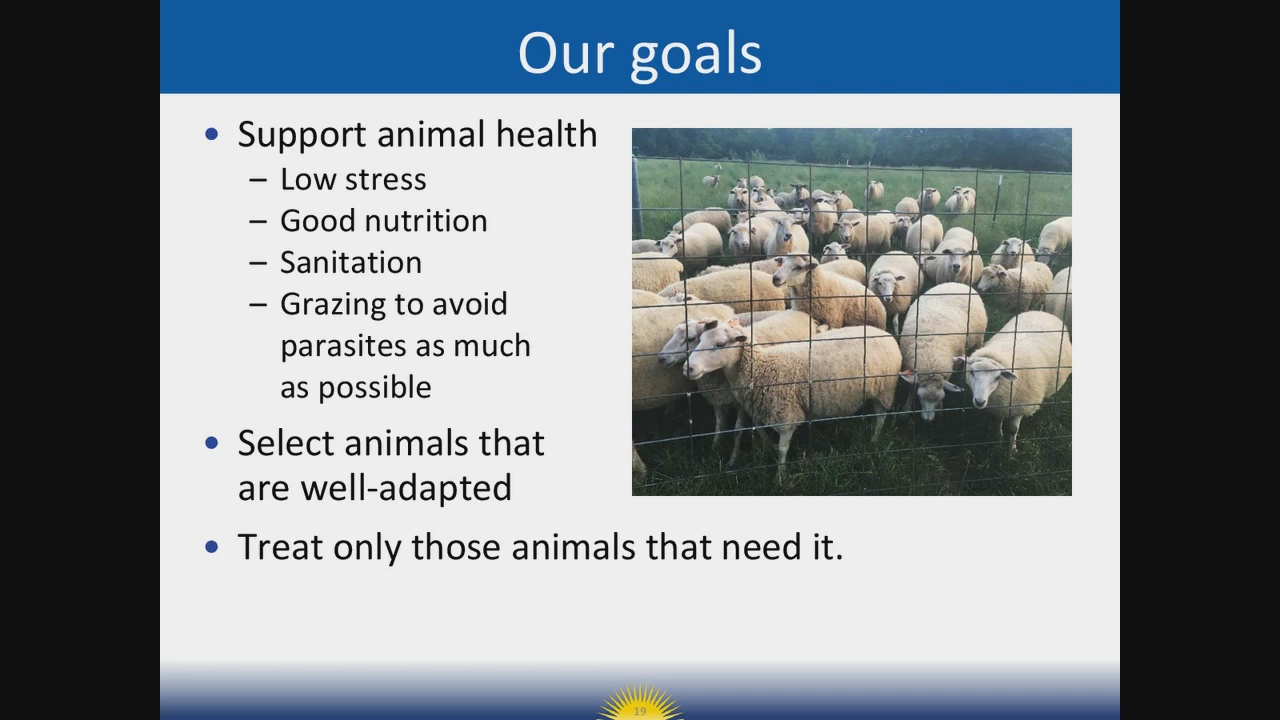 Our goals
• Support animal health
– Low stress
– Good nutrition
– Sanitation
– Grazing to avoid
parasites as much
as possible
• Select animals that
are well-adapted
• Treat only those animals that need it.
19